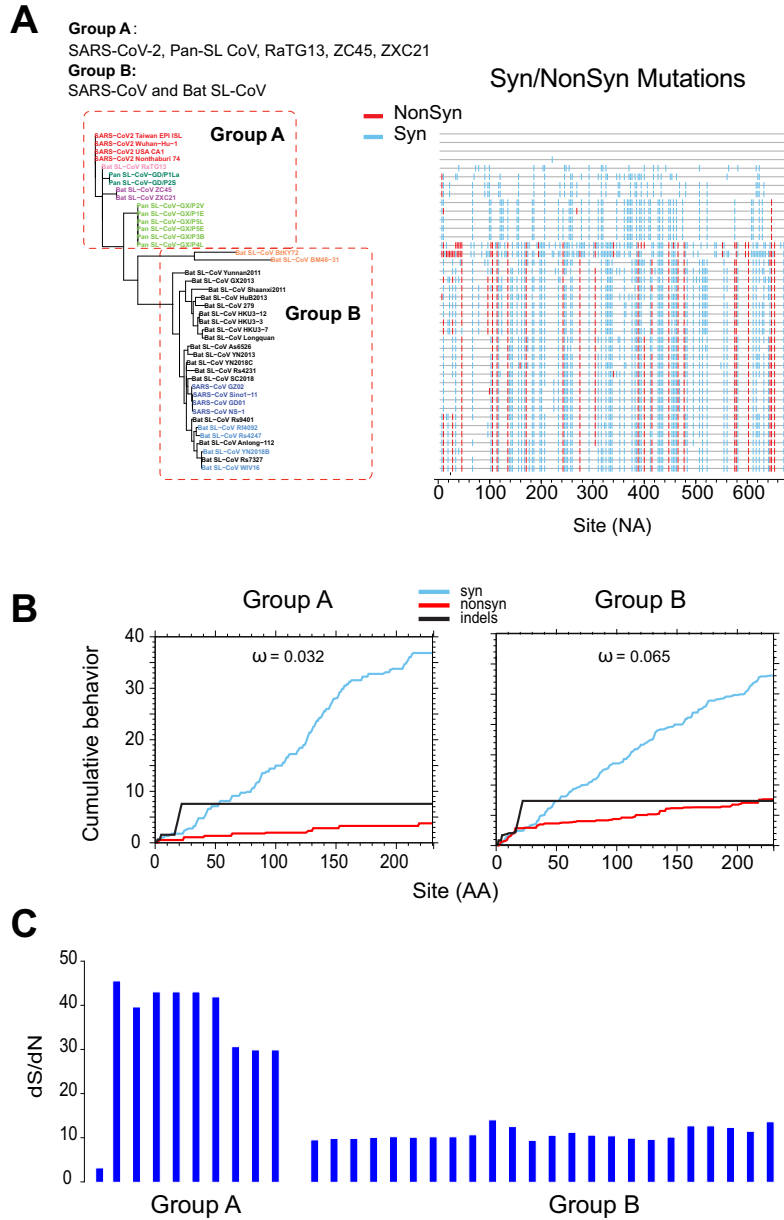 A
Group A:
SARS-CoV-2, Pan-SL CoV, RaTG13, ZC45, ZXC21
Group B:
SARS-CoV and Bat SL-CoV
Syn/NonSyn Mutations
NonSyn
Syn
Group A
SARS-CoV2 Taiwan EPI ISL
SARS-CoV2 Wuhan-Hu-1
SARS-CoV2 USA CA1
SARS-CoV2 Nonthaburi 74
Bat SL-CoV RaTG13
Pan SL-CoV-GD/P1La
Pan SL-CoV-GD/P2S
Bat SL-CoV ZC45
Bat SL-CoV ZXC21
Pan SL-CoV-GX/P2V
Pan SL-CoV-GX/P1E
Pan SL-CoV-GX/P5L
Pan SL-CoV-GX/P5E
Pan SL-CoV-GX/P3B
Pan SL-CoV-GX/P4L
Bat SL-CoV BtKY72
Bat SL-CoV BM48-31
Group B
Bat SL-CoV Yunnan2011
Bat SL-CoV GX2013
Bat SL-CoV Shaanxi2011
Bat SL-CoV HuB2013
Bat SL-CoV 279
Bat SL-CoV HKU3-12
Bat SL-CoV HKU3-3
Bat SL-CoV HKU3-7
Bat SL-CoV Longquan
Bat SL-CoV As6526
Bat SL-CoV YN2013
Bat SL-CoV YN2018C
Bat SL-CoV Rs4231
Bat SL-CoV SC2018
SARS-CoV GZ02
SARS-CoV Sino1-11
SARS-CoV GD01
SARS-CoV NS-1
Bat SL-CoV Rs9401
Bat SL-CoV Rf4092
Bat SL-CoV Rs4247
Bat SL-CoV Anlong-112
Bat SL-CoV YN2018B
Bat SL-CoV Rs7327
Bat SL-CoV WIV16
0 100 200 300 400 500 600
Site (NA)
B
Group A
syn
nonsyn
indels
Group B
ω = 0.032
ω = 0.065
Cumulative behavior
40
30
20
10
0
0 50 100 150 200
0 50 100 150 200
Site (AA)
C
dS/dN
50
40
30
20
10
0
Group A
Group B